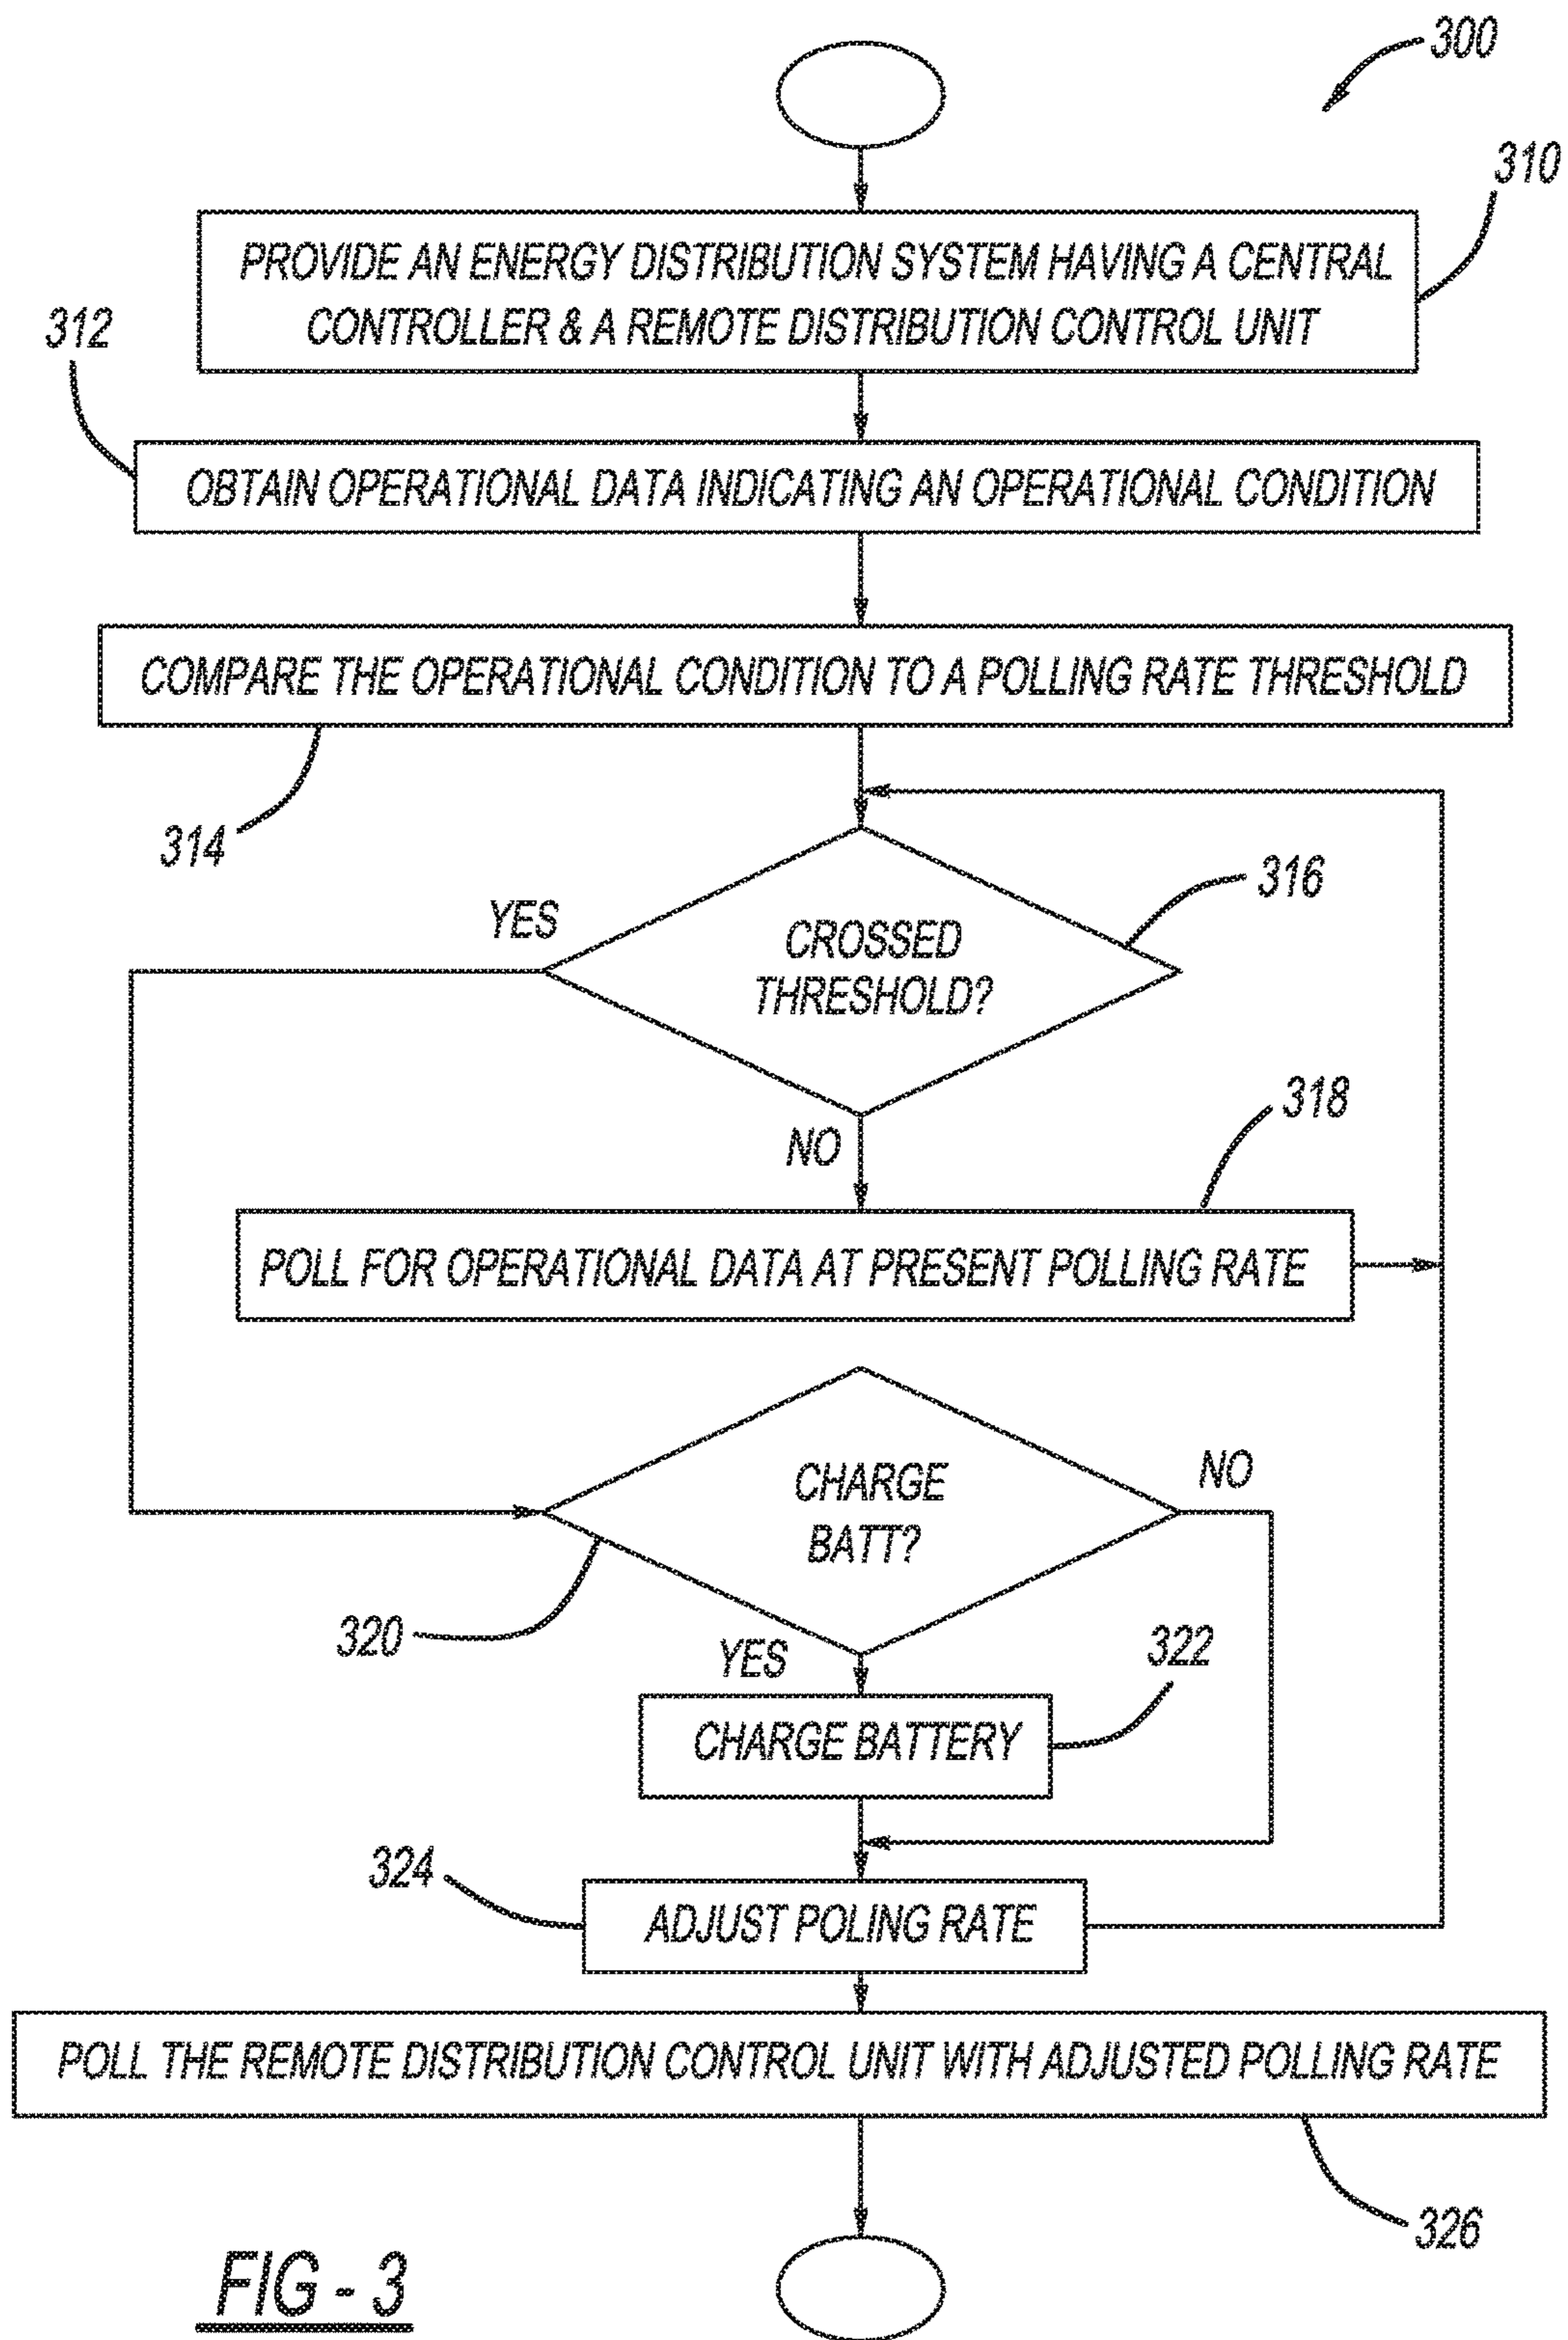 300
310
PROVIDE AN ENERGY DISTRIBUTION SYSTEM HAVING A CENTRAL
CONTROLLER & A REMOTE DISTRIBUTION CONTROL UNIT
312
OBTAIN OPERATIONAL DATA INDICATING AN OPERATIONAL CONDITION
COMPARE THE OPERATIONAL CONDITION TO A POLLING RATE THRESHOLD
314
316
YES
CROSSED
THRESHOLD?
318
NO
POLL FOR OPERATIONAL DATA AT PRESENT POLLING RATE
NO
CHARGE
BATT?
320
YES
322
CHARGE BATTERY
324
ADJUST POLING RATE
POLL THE REMOTE DISTRIBUTION CONTROL UNIT WITH ADJUSTED POLLING RATE
326
FIG - 3